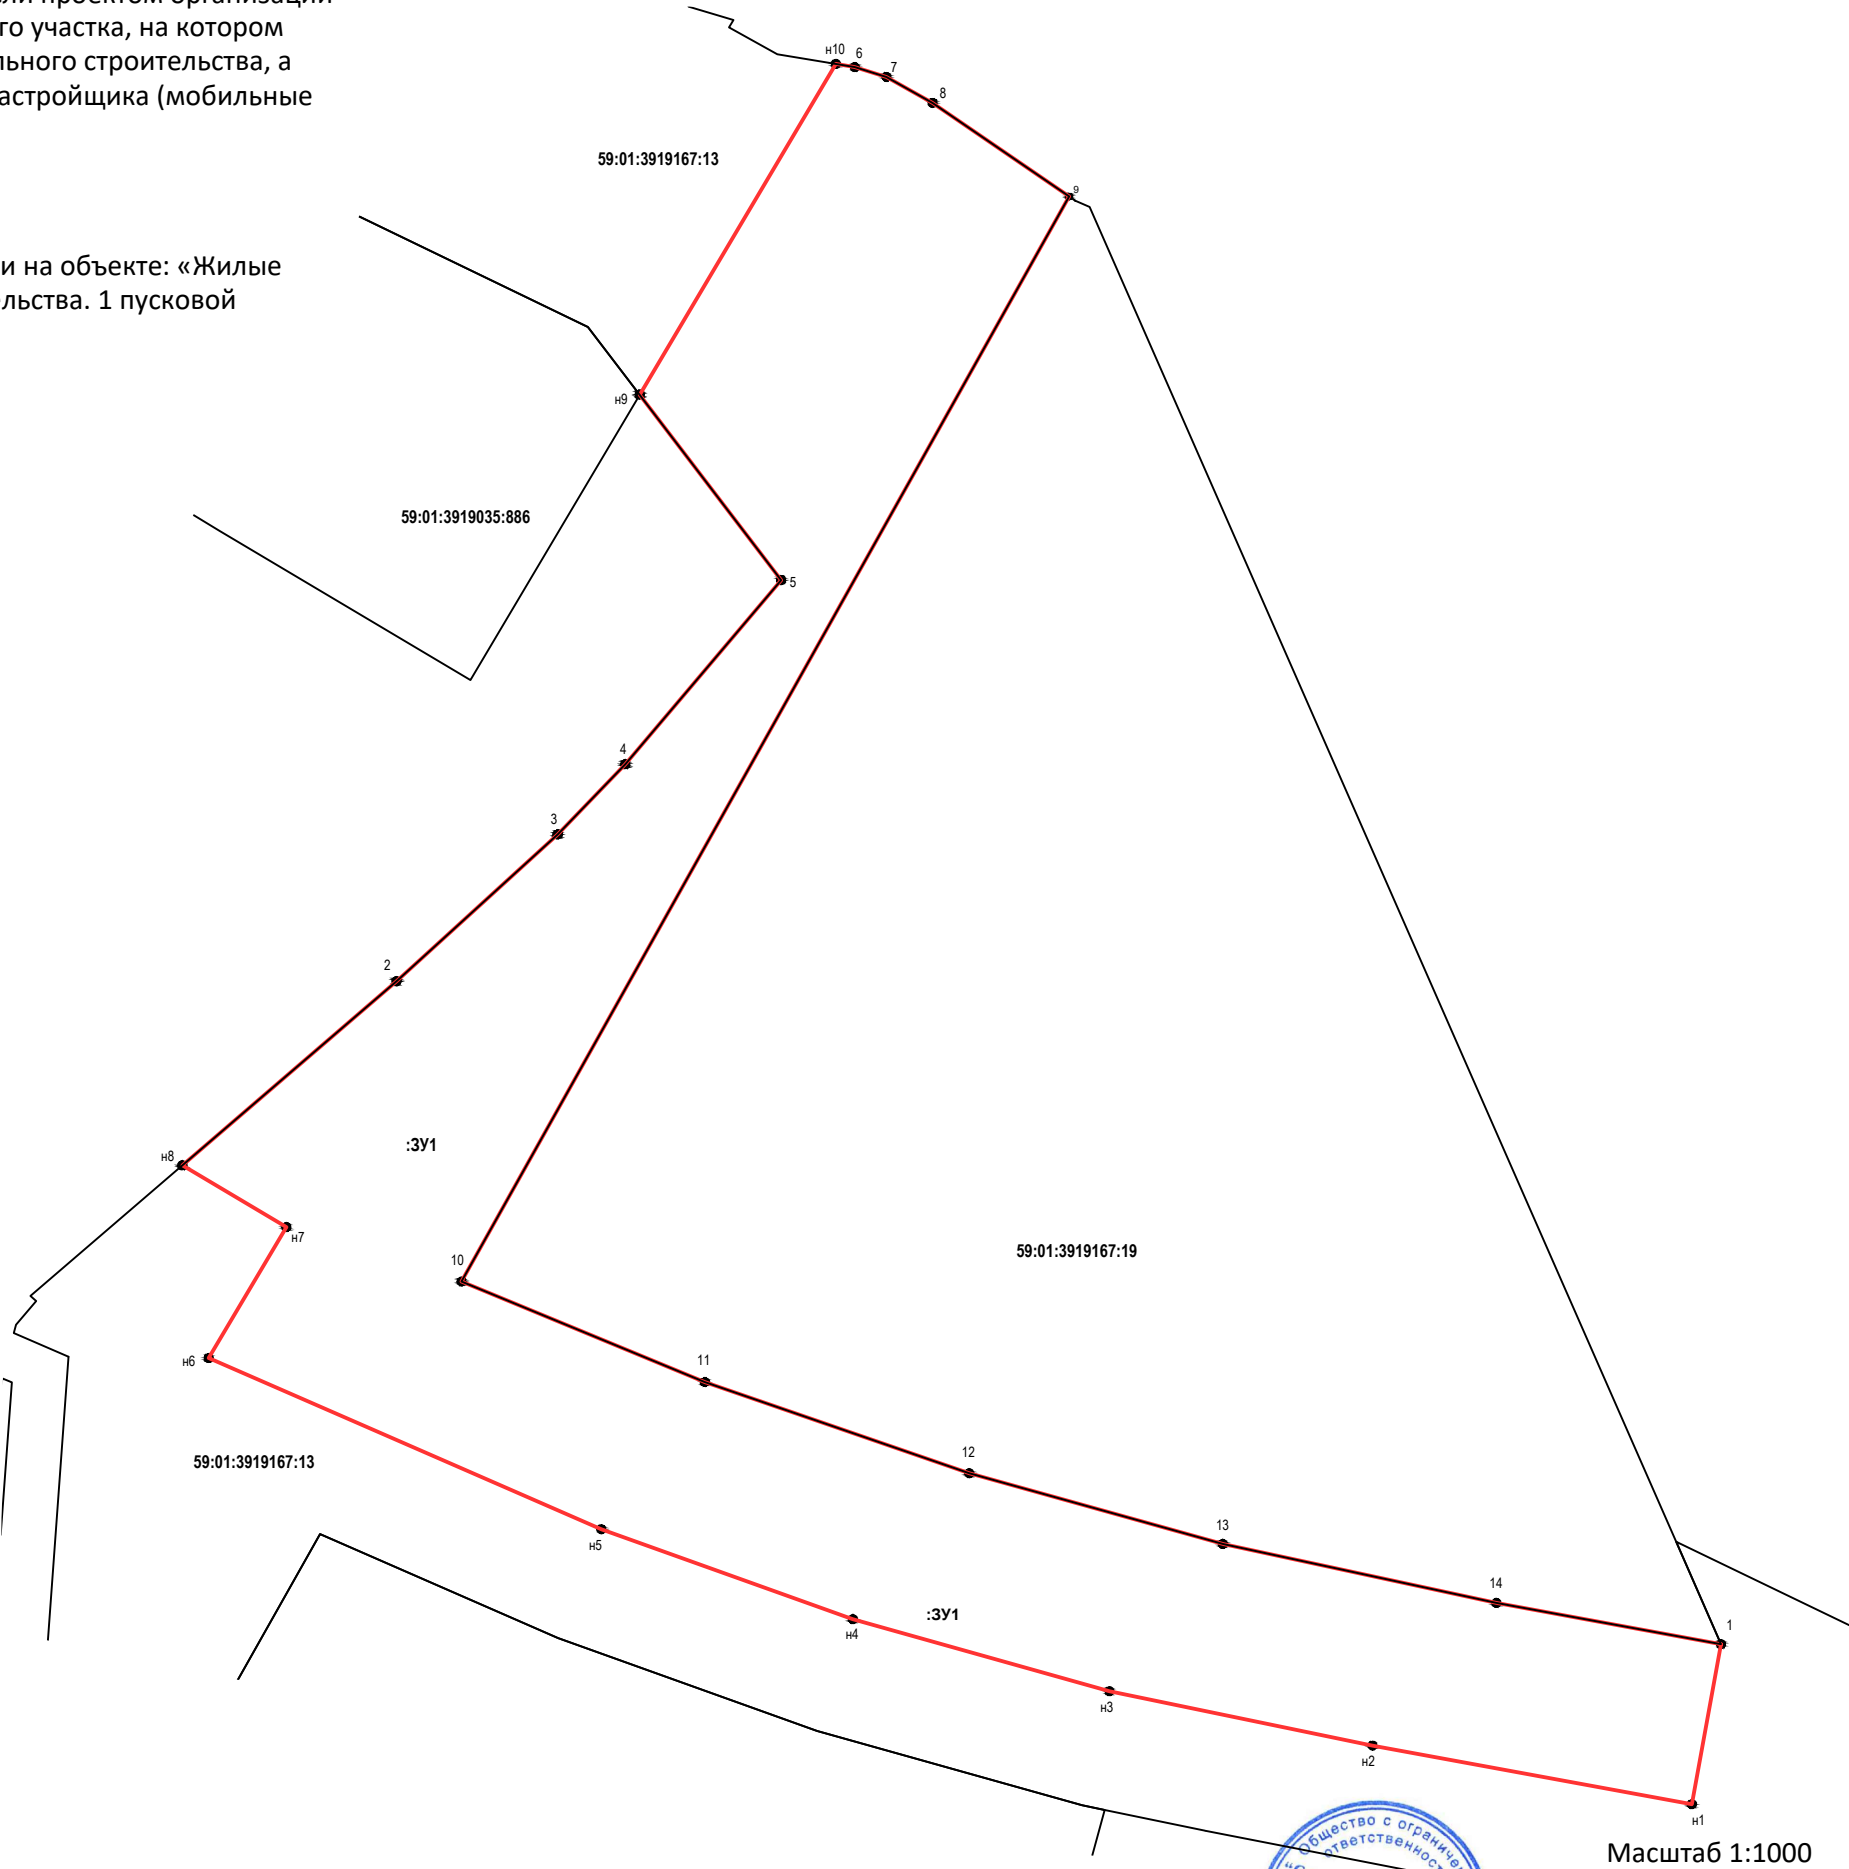 го участка, на котором
льного строительства, а
астройщика (мобильные
и на объекте: «Жилые
льства. 1 пусковой
н10
6
7
8
59:01:3919167:13
9
н9
59:01:3919035:886
5
4
3
2
:ЗУ1
н8
н7
10
59:01:3919167:19
н6
11
12
59:01:3919167:13
13
н5
14
:ЗУ1
н4
1
н3
н2
н1
Общество с ограничен
ответственност
Масштаб 1:1000